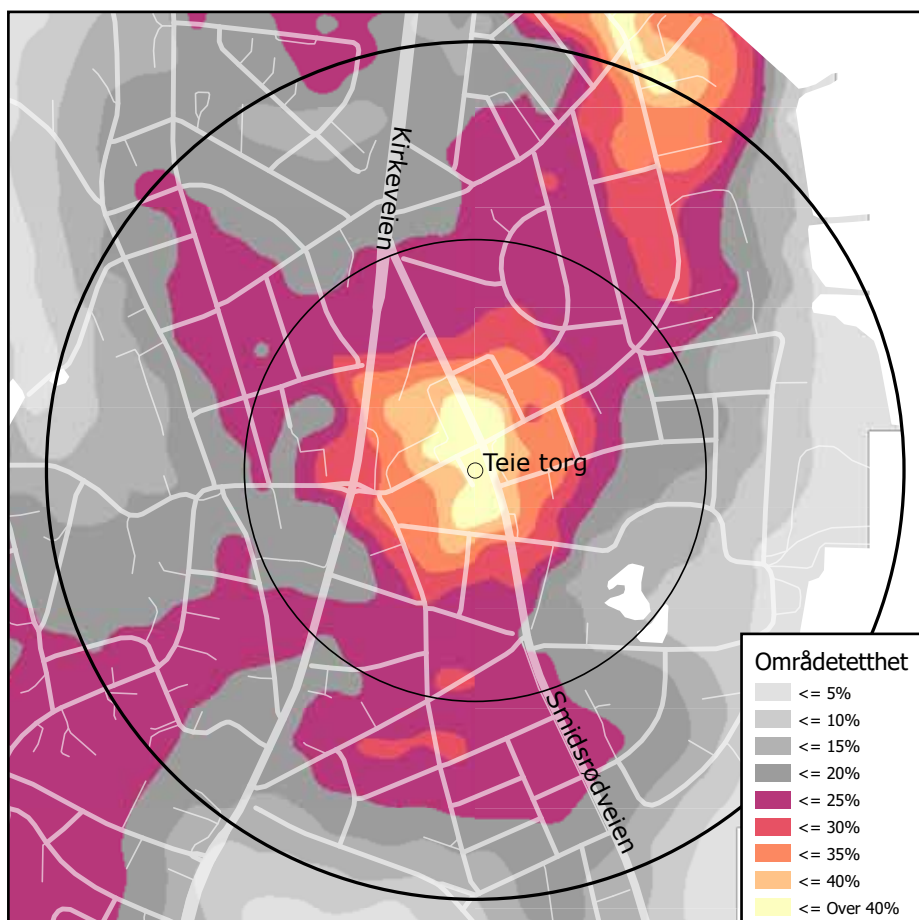 Kirkeveien
Teie torg
Smidsrødveien
Områdetetthet
<= 5%
<= 10%
<= 15%
<= 20%
<= 25%
<= 30%
<= 35%
<= 40%
<= Over 40%